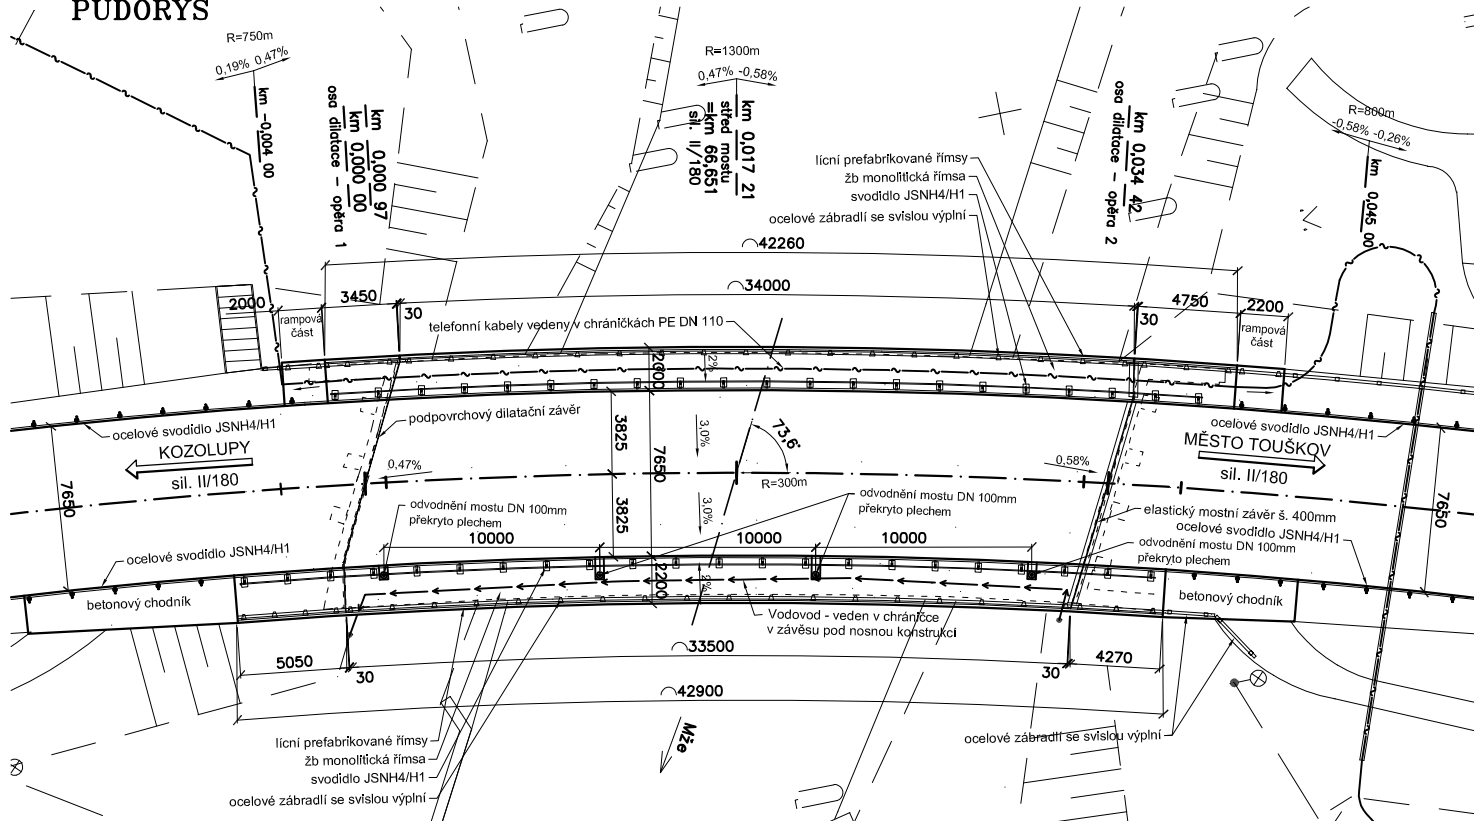 PŮDORYS
R=750m
0,19% 0.47%
km -0,004 00
km 0,000 97
km 0,000 00
osa dilatace - opěra 1
R=1300m
0,47% -0,58%
km 0,017 21
střed mostu
=km 66,651
sil. II/180
km 0,034 42
osa dilatace - opěra 2
R=800m
-0,58% -0,26%
km 0,045 00
lícní prefabrikované římsy
žb monolitická římsa
svodidlo JSNH4/H1
ocelové zábradlí se svislou výplní
42260
34000
2000
3450
30
4750
2200
30
rampová
část
rampová
část
telefonní kabely vedeny v chráničkách PE DN 110
2000
2%
podpovrchový dilatační závěr
ocelové svodidlo JSNH4/H1
KOZOLUPY
sil. II/180
0,47%
3825
7650
3,0%
73,6°
R=300m
0,58%
ocelové svodidlo JSNH4/H1
MĚSTO TOUŠKOV
sil. II/180
7650
7650
3825
3,0%
odvodnění mostu DN 100mm
překryto plechem
odvodnění mostu DN 100mm
překryto plechem
elastický mostní závěr š. 400mm
ocelové svodidlo JSNH4/H1
odvodnění mostu DN 100mm
překryto plechem
10000
10000
10000
ocelové svodidlo JSNH4/H1
betonový chodník
2200
2%
betonový chodník
Vodovod - veden v chráničce
v závěsu pod nosnou konstrukcí
5050
30
33500
30
4270
42900
Mže
lícní prefabrikované římsy
žb monolitická římsa
svodidlo JSNH4/H1
ocelové zábradlí se svislou výplní
ocelové zábradlí se svislou výplní